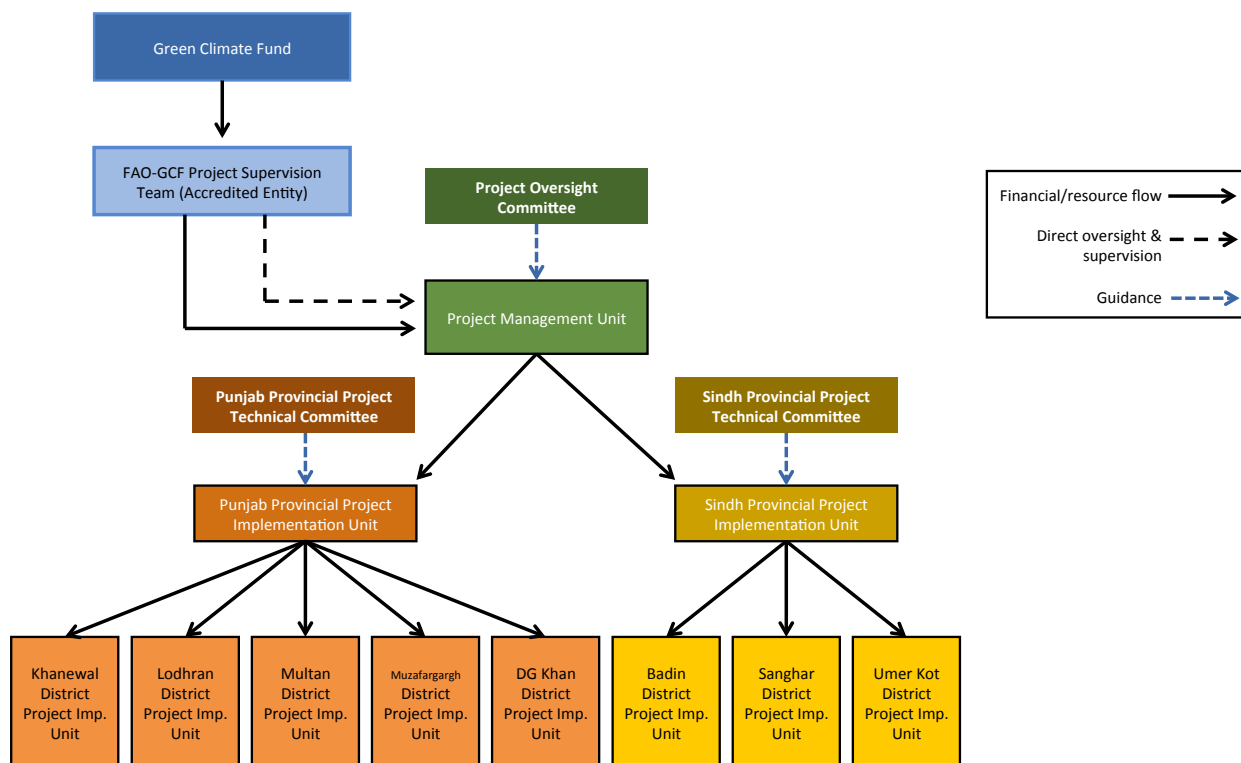 Green Climate Fund
FAO-GCF Project Supervision
Team (Accredited Entity)
Project Oversight
Committee
Financial/resource flow
Direct oversight &
supervision
Guidance
Project Management Unit
Punjab Provincial Project
Technical Committee
Sindh Provincial Project
Technical Committee
Punjab Provincial Project
Implementation Unit
Sindh Provincial Project
Implementation Unit
Khanewal
District
Project Imp.
Unit
Lodhran
District
Project Imp.
Unit
Multan
District
Project Imp.
Unit
Muzafargargh
District
Project Imp.
Unit
DG Khan
District
Project Imp.
Unit
Badin
District
Project Imp.
Unit
Sanghar
District
Project Imp.
Unit
Umer Kot
District
Project Imp.
Unit